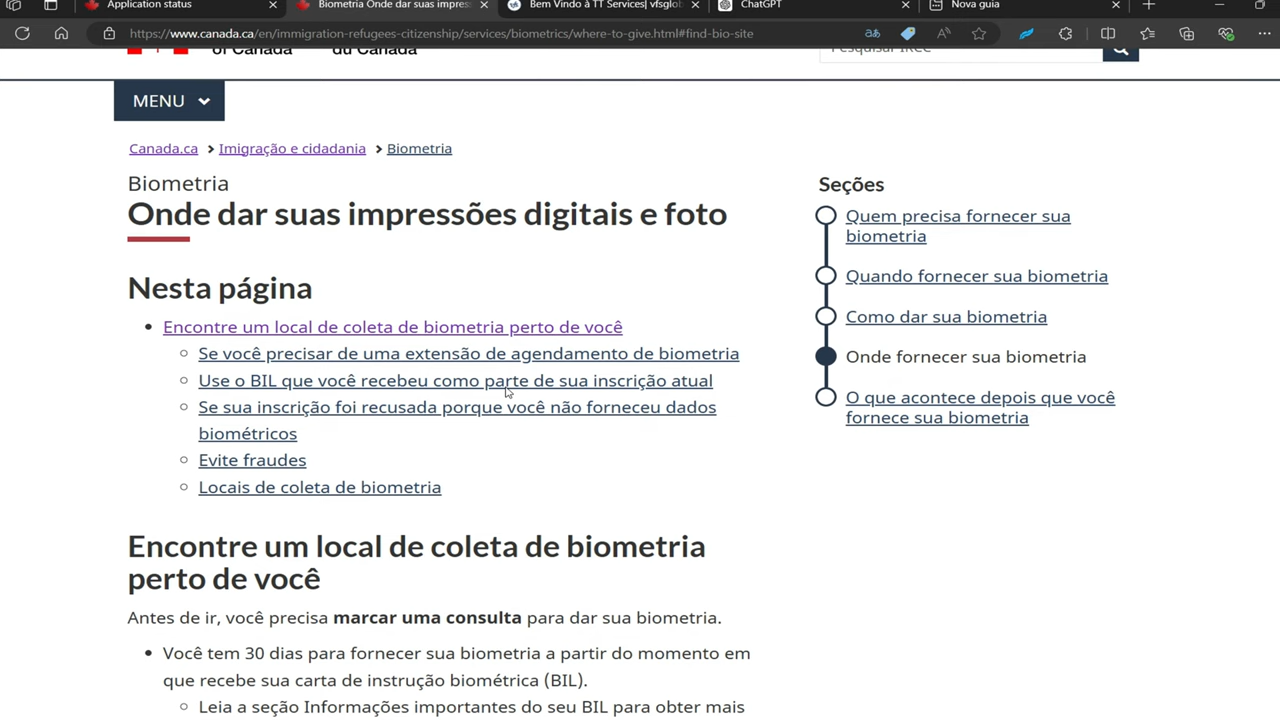 Application status
Biometria Onde dar suas impress
Bem Vindo à TT Services| vfsglob
ChatGPT
Nova guia
https://www.canada.ca/en/immigration-refugees-citizenship/services/biometrics/where-to-give.html#find-bio-site
of Canada
du Canada
Pesquisar IRCC
MENU
Canada.ca > Imigração e cidadania > Biometria
Biometria
Onde dar suas impressões digitais e foto
Nesta página
Encontre um local de coleta de biometria perto de você
Se você precisar de uma extensão de agendamento de biometria
Use o BIL que você recebeu como parte de sua inscrição atual
Se sua inscrição foi recusada porque você não forneceu dados
biométricos
Evite fraudes
Locais de coleta de biometria
Encontre um local de coleta de biometria
perto de você
Antes de ir, você precisa marcar uma consulta para dar sua biometria.
Você tem 30 dias para fornecer sua biometria a partir do momento em
que recebe sua carta de instrução biométrica (BIL).
Leia a seção Informações importantes do seu BIL para obter mais
Seções
Quem precisa fornecer sua
biometria
Quando fornecer sua biometria
Como dar sua biometria
Onde fornecer sua biometria
O que acontece depois que você
fornece sua biometria